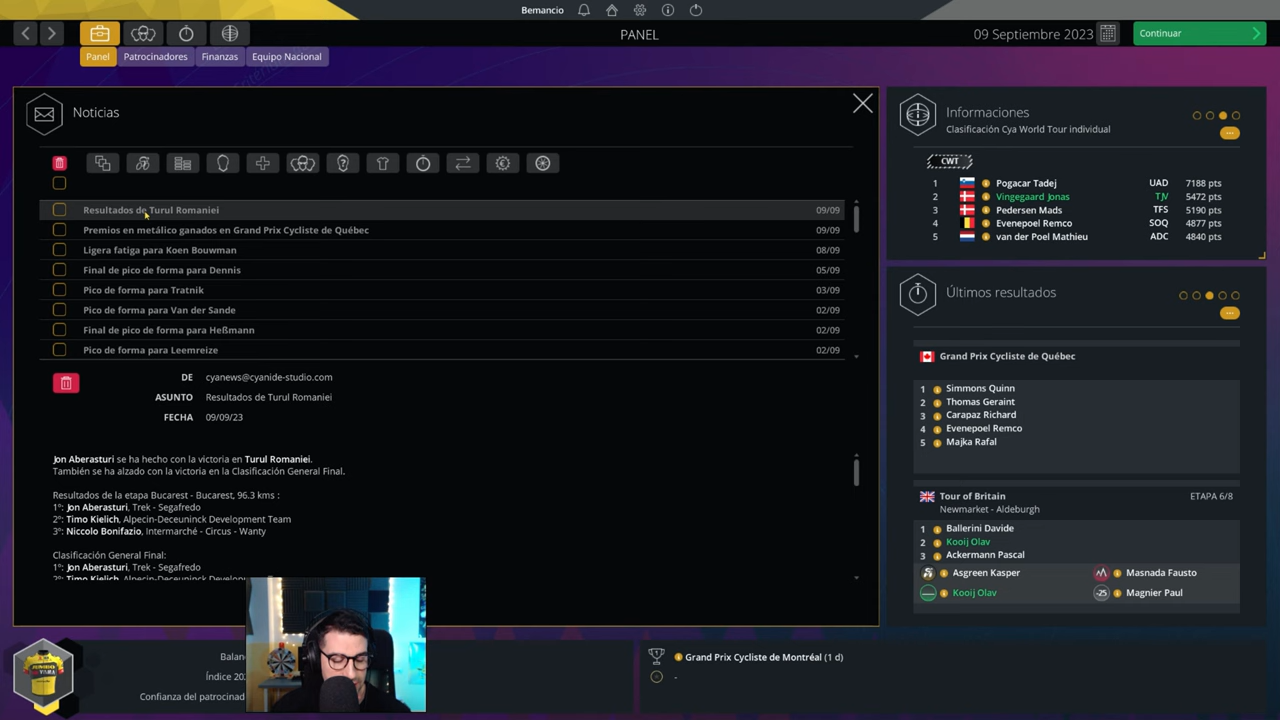 Bemancio
PANEL
09 Septiembre 2023
Continuar
Panel
Patrocinadores
Finanzas
Equipo Nacional
Noticias
Resultados de Turul Romaniei 09/09
Premios en metálico ganados en Grand Prix Cycliste de Québec 09/09
Ligera fatiga para Koen Bouwman 08/09
Final de pico de forma para Dennis 05/09
Pico de forma para Tratnik 03/09
Pico de forma para Van der Sande 02/09
Final de pico de forma para Heßmann 02/09
Pico de forma para Leemreize 02/09
DE cyanews@cyanide-studio.com
ASUNTO Resultados de Turul Romaniei
FECHA 09/09/23
Jon Aberasturi se ha hecho con la victoria en Turul Romaniei.
También se ha alzado con la victoria en la Clasificación General Final.
Resultados de la etapa Bucarest - Bucarest, 96.3 kms :
1º: Jon Aberasturi, Trek - Segafredo
2º: Timo Kielich, Alpecin-Deceuninck Development Team
3º: Niccolo Bonifazio, Intermarché - Circus - Wanty
Clasificación General Final:
1º: Jon Aberasturi, Trek - Segafredo
2º: Timo Kielich, Alpecin-Deceuninck
Informaciones
Clasificación Cya World Tour individual
CWT
1 Pogacar Tadej UAD 7188 pts
2 Vingegaard Jonas TJV 5472 pts
3 Pedersen Mads TFS 5190 pts
4 Evenepoel Remco SOQ 4877 pts
5 van der Poel Mathieu ADC 4840 pts
Últimos resultados
Grand Prix Cycliste de Québec
1 Simmons Quinn
2 Thomas Geraint
3 Carapaz Richard
4 Evenepoel Remco
5 Majka Rafal
Tour of Britain ETAPA 6/8
Newmarket - Aldeburgh
1 Ballerini Davide
2 Kooij Olav
3 Ackermann Pascal
Asgreen Kasper
Masnada Fausto
Kooij Olav
-25 Magnier Paul
Balan
Índice 20
Confianza del patrocinad
Grand Prix Cycliste de Montréal (1 d)
-